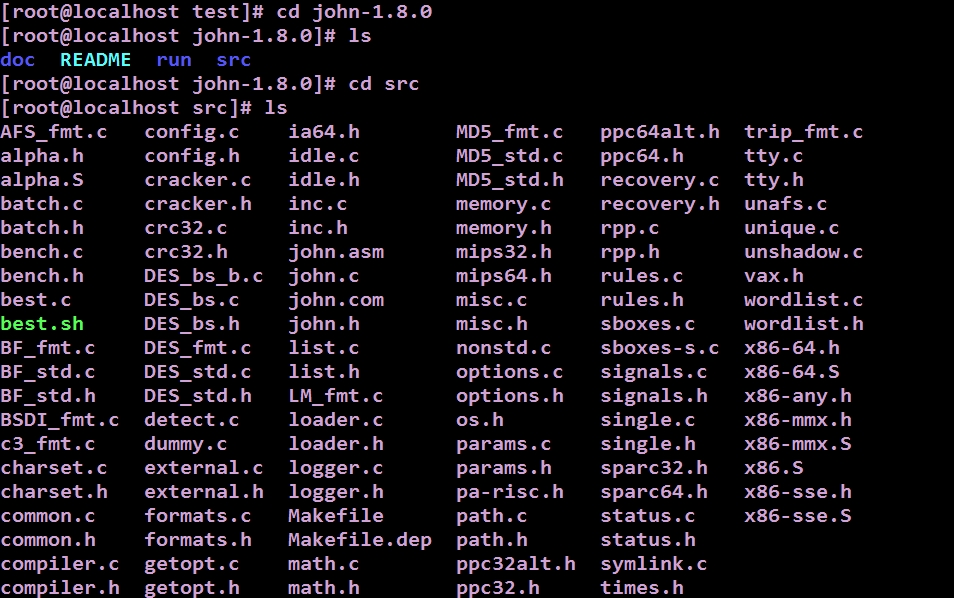 [root@localhost test]# cd john-1.8.0
[root@localhost john-1.8.0]# ls
doc  README  run  src
[root@localhost john-1.8.0]# cd src
[root@localhost src]# ls
AFS_fmt.c   config.c    ia64.h        MD5_fmt.c   ppc64alt.h  trip_fmt.c
alpha.h     config.h    idle.c        MD5_std.c   ppc64.h     tty.c
alpha.S     cracker.c   idle.h        MD5_std.h   recovery.c  tty.h
batch.c     cracker.h   inc.c         memory.c    recovery.h  unafs.c
batch.h     crc32.c     inc.h         memory.h    rpp.c       unique.c
bench.c     crc32.h     john.asm      mips32.h    rpp.h       unshadow.c
bench.h     DES_bs_b.c  john.c        mips64.h    rules.c     vax.h
best.c      DES_bs.c    john.com      misc.c      rules.h     wordlist.c
best.sh     DES_bs.h    john.h        misc.h      sboxes.c    wordlist.h
BF_fmt.c    DES_fmt.c   list.c        nonstd.c    sboxes-s.c  x86-64.h
BF_std.c    DES_std.c   list.h        options.c   signals.c   x86-64.S
BF_std.h    DES_std.h   LM_fmt.c      options.h   signals.h   x86-any.h
BSDI_fmt.c  detect.c    loader.c      os.h        single.c    x86-mmx.h
c3_fmt.c    dummy.c     loader.h      params.c    single.h    x86-mmx.S
charset.c   external.c  logger.c      params.h    sparc32.h   x86.S
charset.h   external.h  logger.h      pa-risc.h   sparc64.h   x86-sse.h
common.c    formats.c   Makefile      path.c      status.c    x86-sse.S
common.h    formats.h   Makefile.dep  path.h      status.h
compiler.c  getopt.c    math.c        ppc32alt.h  symlink.c
compiler.h  getopt.h    math.h        ppc32.h     times.h